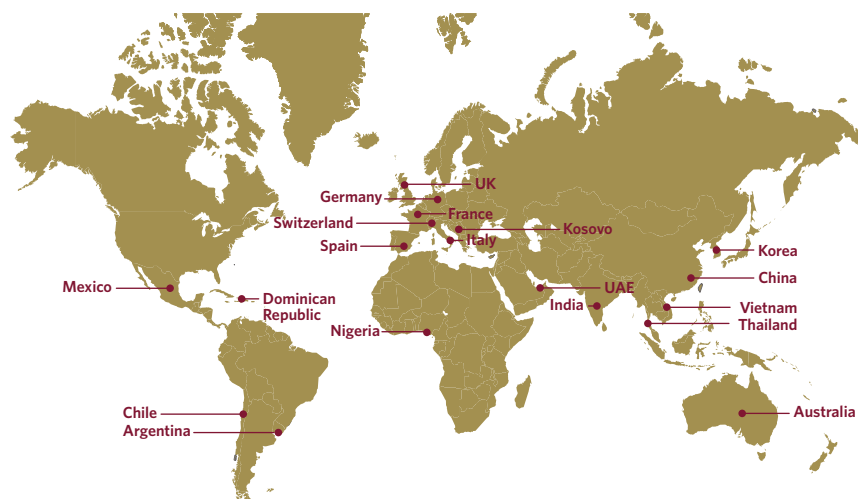 UK
Germany
France
Switzerland
Kosovo
Spain
Italy
Korea
China
Mexico
UAE
Dominican
Republic
India
Vietnam
Thailand
Nigeria
Chile
Australia
Argentina